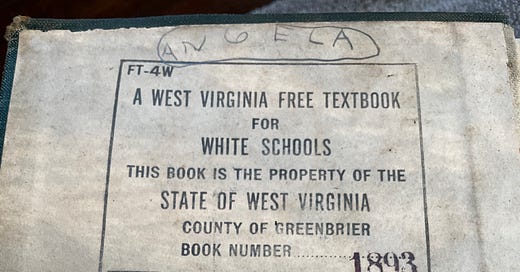 ANGELA
FT-4W
A WEST VIRGINIA FREE TEXTBOOK
FOR
WHITE SCHOOLS
THIS BOOK IS THE PROPERTY OF THE
STATE OF WEST VIRGINIA
COUNTY OF GREENBRIER
BOOK NUMBER..................1893